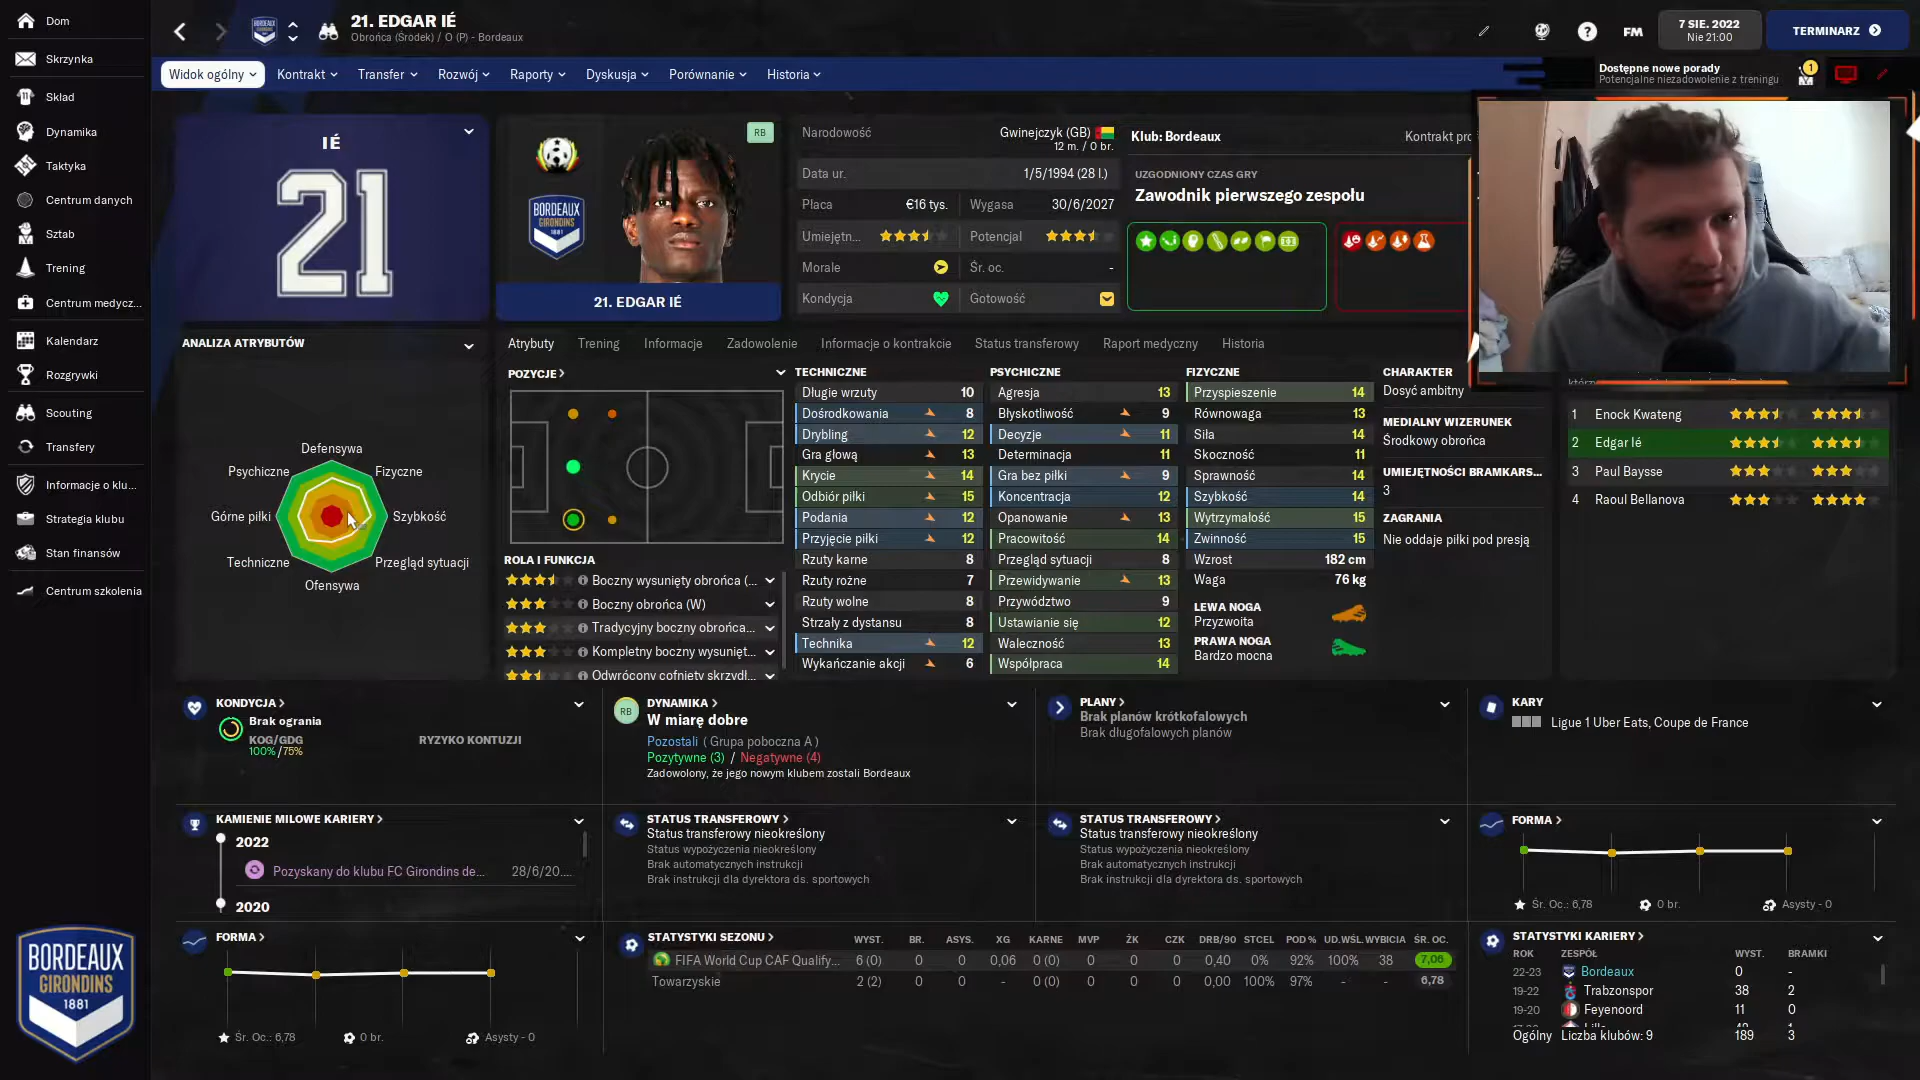 Dom
Skrzynka
Skład
Dynamika
Taktyka
Centrum danych
Sztab
Trening
Centrum medycz...
Kalendarz
Rozgrywki
Scouting
Transfery
Informacje o klu...
Strategia klubu
Stan finansów
Centrum szkolenia
BORDEAUX
GIRONDINS
1881
21. EDGAR IÉ
Obrońca (Środek) / O (P) - Bordeaux
FM
7 SIE. 2022
Nie 21:00
TERMINARZ
Widok ogólny
Kontrakt
Transfer
Rozwój
Raporty
Dyskusja
Porównanie
Historia
Dostępne nowe porady
Potencjalne niezadowolenie z treningu
1
IÉ
21
RB
BORDEAUX
GIRONDINS
1881
21. EDGAR IÉ
Narodowość Gwinejczyk (GB)
12 m. / 0 br.
Data ur. 1/5/1994 (28 l.)
Płaca €16 tys. Wygasa 30/6/2027
Umiejętn... Potencjał
Morale Śr. oc. -
Kondycja Gotowość
Klub: Bordeaux Kontrakt pro
UZGODNIONY CZAS GRY
Zawodnik pierwszego zespołu
ANALIZA ATRYBUTÓW
Defensywa
Psychiczne Fizyczne
Górne piłki Szybkość
Techniczne Przegląd sytuacji
Ofensywa
Atrybuty Trening Informacje Zadowolenie Informacje o kontrakcie Status transferowy Raport medyczny Historia
POZYCJE
ROLA I FUNKCJA
Boczny wysunięty obrońca (...
Boczny obrońca (W)
Tradycyjny boczny obrońca...
Kompletny boczny wysunięt...
Odwrócony cofnięty skrzydł...
TECHNICZNE
Długie wrzuty 10
Dośrodkowania 8
Drybling 12
Gra głową 13
Krycie 14
Odbiór piłki 15
Podania 12
Przyjęcie piłki 12
Rzuty karne 8
Rzuty rożne 7
Rzuty wolne 8
Strzały z dystansu 8
Technika 12
Wykańczanie akcji 6
PSYCHICZNE
Agresja 13
Błyskotliwość 9
Decyzje 11
Determinacja 11
Gra bez piłki 9
Koncentracja 12
Opanowanie 13
Pracowitość 14
Przegląd sytuacji 8
Przewidywanie 13
Przywództwo 9
Ustawianie się 12
Waleczność 13
Współpraca 14
FIZYCZNE
Przyspieszenie 14
Równowaga 13
Siła 14
Skoczność 11
Sprawność 14
Szybkość 14
Wytrzymałość 15
Zwinność 15
Wzrost 182 cm
Waga 76 kg
LEWA NOGA
Przyzwoita
PRAWA NOGA
Bardzo mocna
CHARAKTER
Dosyć ambitny
MEDIALNY WIZERUNEK
Środkowy obrońca
UMIEJĘTNOŚCI BRAMKARS...
3
ZAGRANIA
Nie oddaje piłki pod presją
1 Enock Kwateng
2 Edgar Ié
3 Paul Baysse
4 Raoul Bellanova
KONDYCJA
Brak ogrania
KOG/GDG
100% / 75%
RYZYKO KONTUZJI
RB
DYNAMIKA
W miarę dobre
Pozostali ( Grupa poboczna A )
Pozytywne (3) / Negatywne (4)
Zadowolony, że jego nowym klubem zostali Bordeaux
PLANY
Brak planów krótkofalowych
Brak długofalowych planów
KARY
Ligue 1 Uber Eats, Coupe de France
KAMIENIE MILOWE KARIERY
2022
Pozyskany do klubu FC Girondins de... 28/6/20....
2020
STATUS TRANSFEROWY
Status transferowy nieokreślony
Status wypożyczenia nieokreślony
Brak automatycznych instrukcji
Brak instrukcji dla dyrektora ds. sportowych
STATUS TRANSFEROWY
Status transferowy nieokreślony
Status wypożyczenia nieokreślony
Brak automatycznych instrukcji
Brak instrukcji dla dyrektora ds. sportowych
FORMA
Śr. Oc.: 6,78 0 br. Asysty - 0
FORMA
Śr. Oc.: 6,78 0 br. Asysty - 0
STATYSTYKI SEZONU WYST. BR. ASYS. XG KARNE MVP ŻK CZK DRB/90 STCEL POD % UD.WŚL. WYBICIA ŚR. OC.
FIFA World Cup CAF Qualify... 6 (0) 0 0 0,06 0 (0) 0 0 0 0,40 0% 92% 100% 38 7,06
Towarzyskie 2 (2) 0 0 - 0 (0) 0 0 0 0,00 100% 97% - - 6,78
STATYSTYKI KARIERY
ROK ZESPÓŁ WYST. BRAMKI
22-23 Bordeaux 0 -
19-22 Trabzonspor 38 2
19-20 Feyenoord 11 0
Ogólny Liczba klubów: 9 189 3